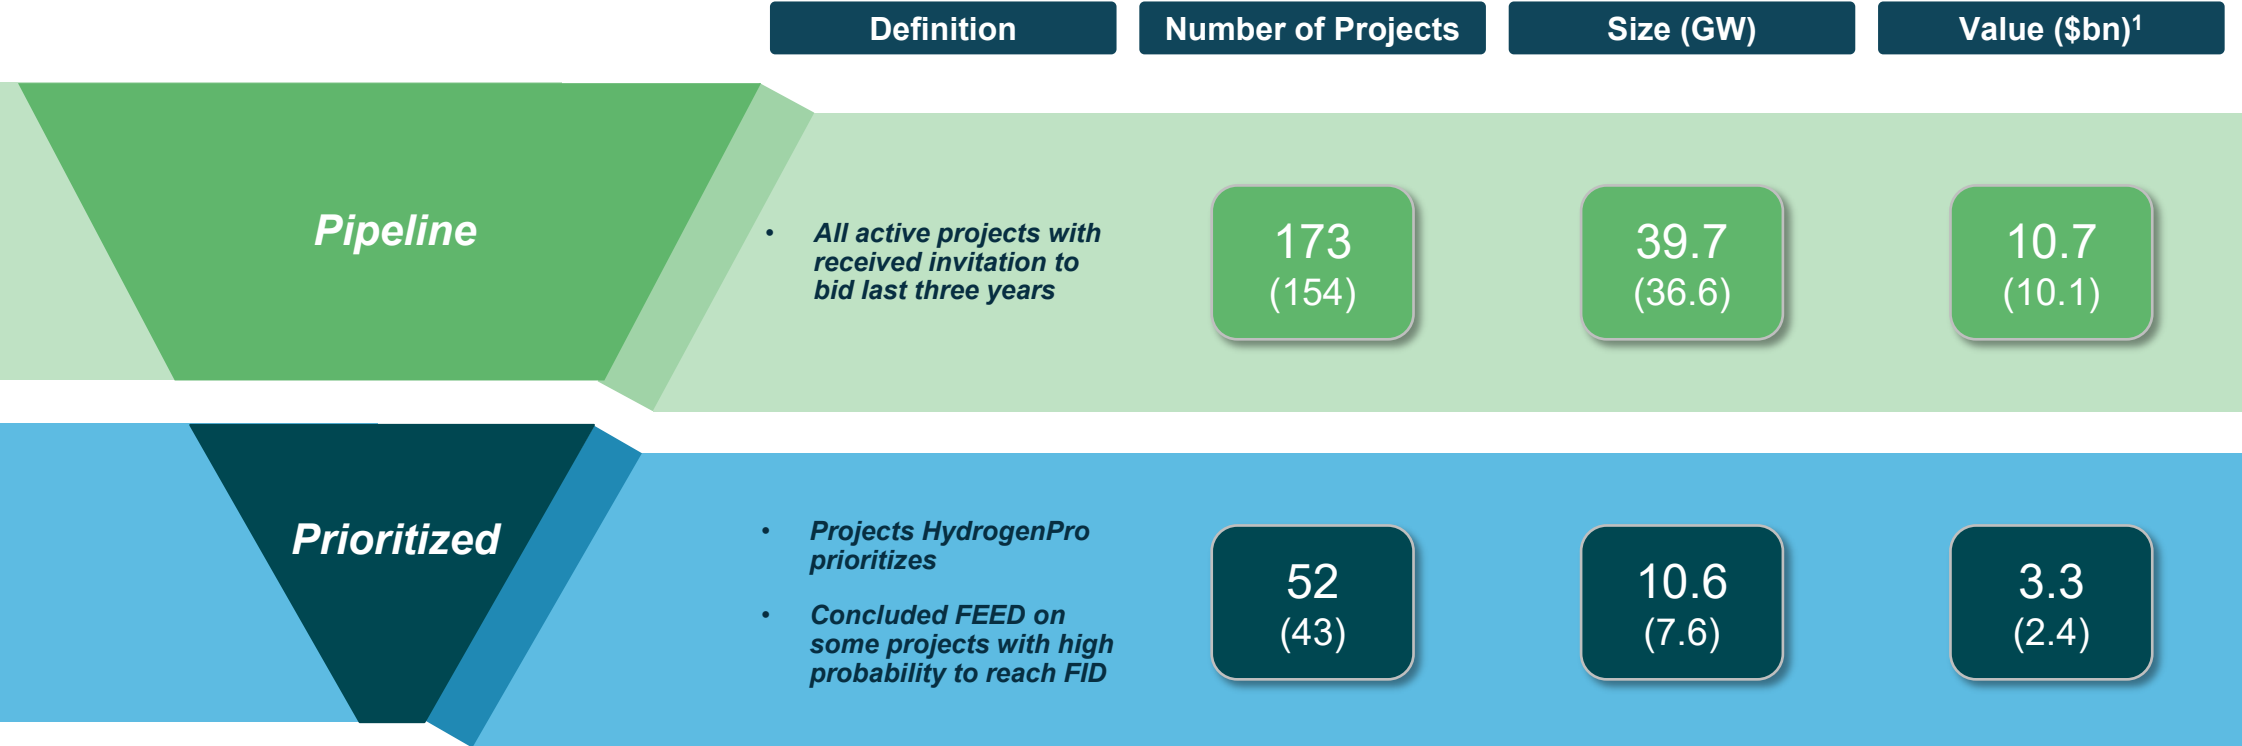 Definition
Number of Projects
Size (GW)
Value ($bn)¹
Pipeline
• All active projects with
received invitation to
bid last three years
173
(154)
39.7
(36.6)
10.7
(10.1)
Prioritized
• Projects HydrogenPro
prioritizes
• Concluded FEED on
some projects with high
probability to reach FID
52
(43)
10.6
(7.6)
3.3
(2.4)